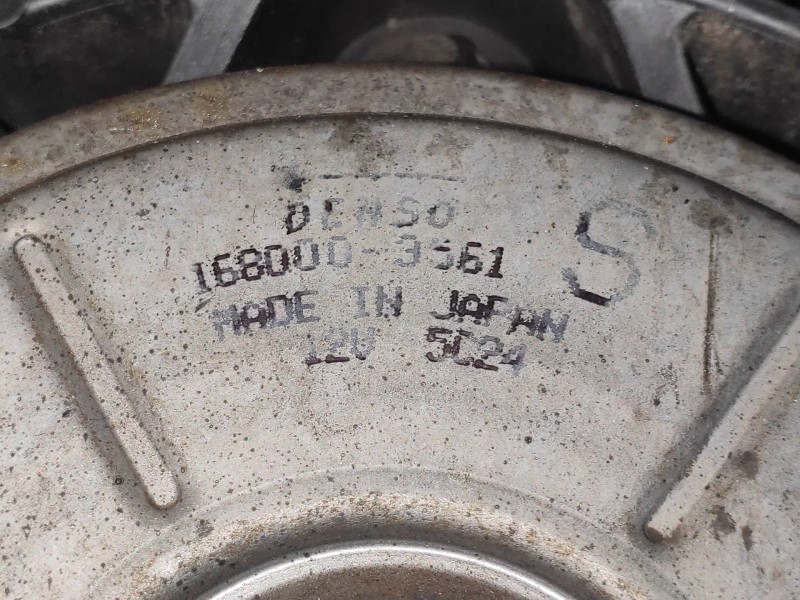 DENSO
S
168000-3561
MADE IN JAPAN
12V 5C24